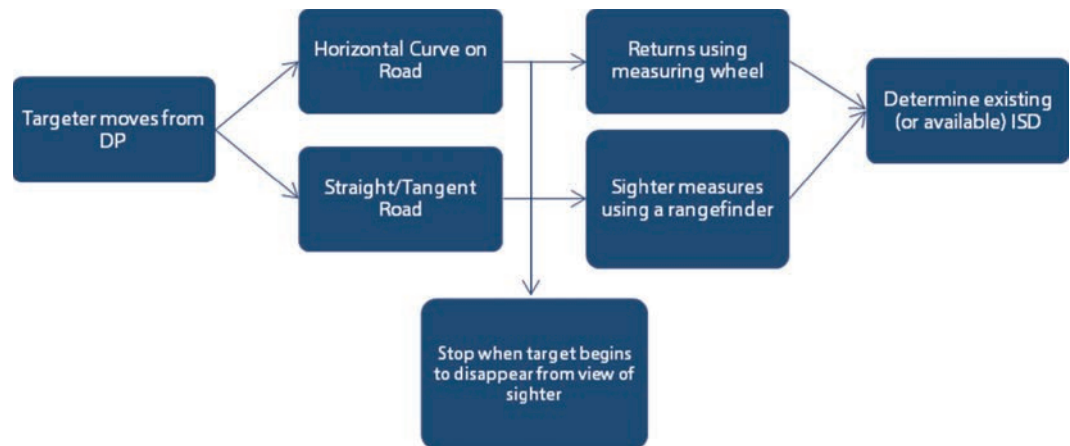 Targeter moves from
DP
Horizontal Curve on
Road
Straight/Tangent
Road
Returns using
measuring wheel
Sighter measures
using a rangefinder
Determine existing
(or available) ISD
Stop when target begins
to disappear from view of
sighter